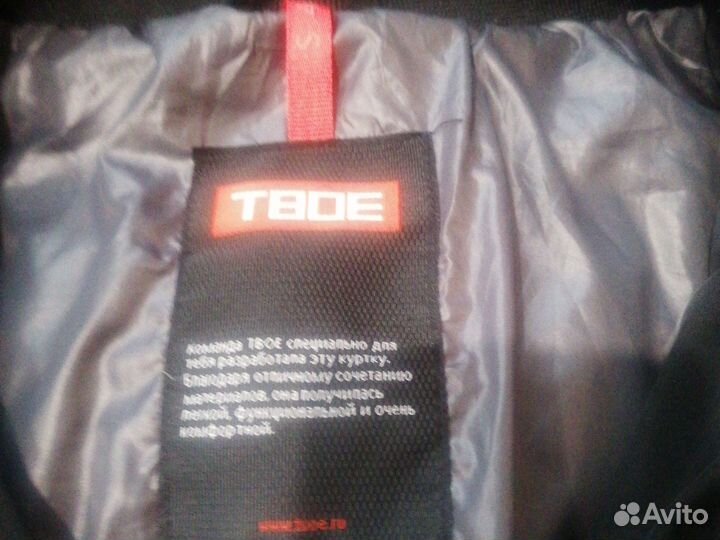 S
ТВОЕ
Команда ТВОЕ специально для
тебя разработала эту куртку.
Благодаря отличному сочетанию
материалов, она получилась
легкой, функциональной и очень
комфортной.
www.tvoe.ru
Avito